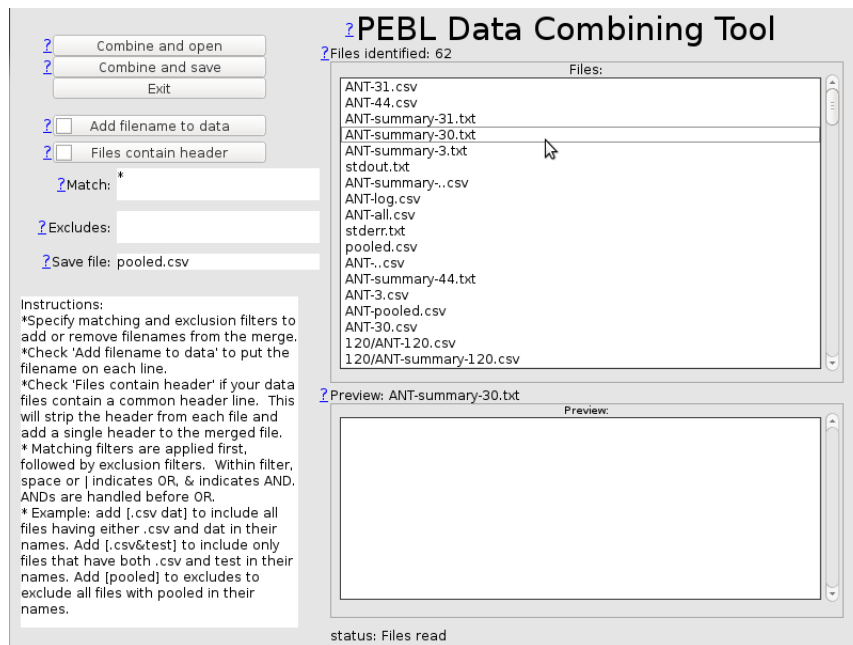 ? PEBL Data Combining Tool
? Combine and open
? Combine and save
Exit
? Add filename to data
? Files contain header
? Match: *
? Excludes:
? Save file: pooled.csv
Instructions:
*Specify matching and exclusion filters to
add or remove filenames from the merge.
*Check 'Add filename to data' to put the
filename on each line.
*Check 'Files contain header' if your data
files contain a common header line.  This
will strip the header from each file and
add a single header to the merged file.
* Matching filters are applied first,
followed by exclusion filters.  Within filter,
space or | indicates OR, & indicates AND.
ANDs are handled before OR.
* Example: add [.csv dat] to include all
files having either .csv and dat in their
names. Add [.csv&test] to include only
files that have both .csv and test in their
names. Add [pooled] to excludes to
exclude all files with pooled in their
names.
? Files identified: 62
Files:
ANT-31.csv
ANT-44.csv
ANT-summary-31.txt
ANT-summary-30.txt
ANT-summary-3.txt
stdout.txt
ANT-summary-..csv
ANT-log.csv
ANT-all.csv
stderr.txt
pooled.csv
ANT-..csv
ANT-summary-44.txt
ANT-3.csv
ANT-pooled.csv
ANT-30.csv
120/ANT-120.csv
120/ANT-summary-120.csv
? Preview: ANT-summary-30.txt
Preview:
status: Files read